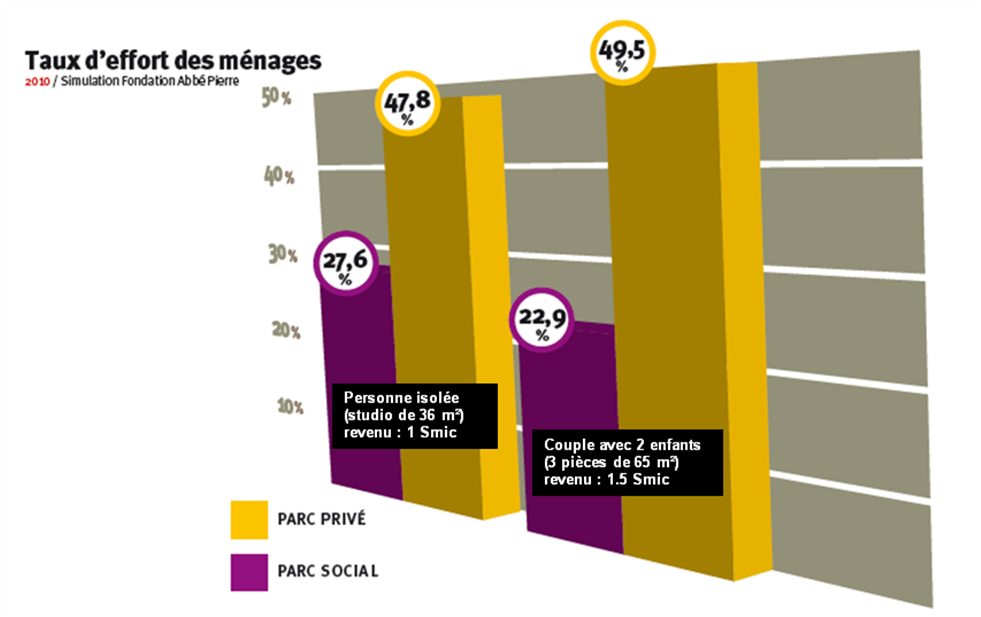 Taux d'effort des ménages
2010 / Simulation Fondation Abbé Pierre
50%
40%
30%
20%
10%
47,8
%
49,5
%
27,6
%
22,9
%
Personne isolée
(studio de 36 m²)
revenu : 1 Smic
Couple avec 2 enfants
(3 pièces de 65 m²)
revenu : 1.5 Smic
PARC PRIVÉ
PARC SOCIAL